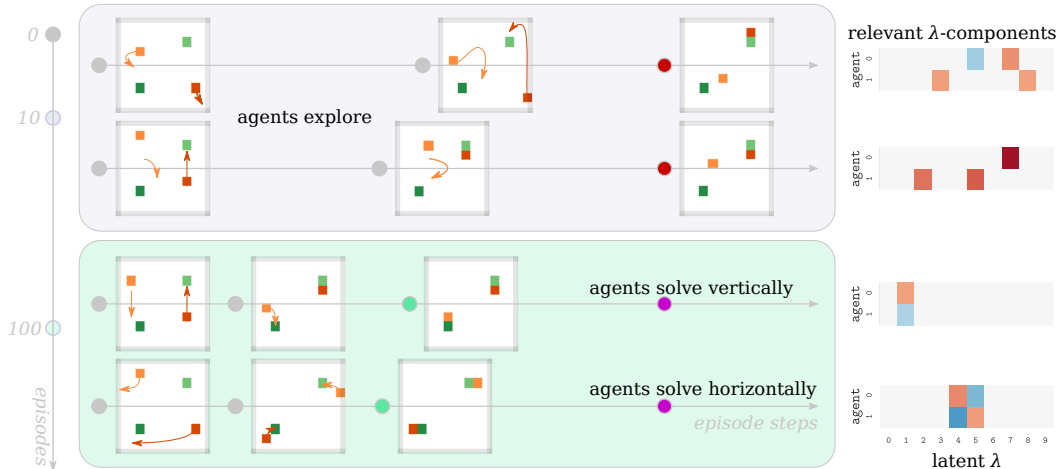 0
relevant λ-components
agent
0
1
agents explore
10
agent
0
1
agents solve vertically
agent
0
1
100
agents solve horizontally
agent
0
1
episode steps
episodes
0 1 2 3 4 5 6 7 8 9
latent λ